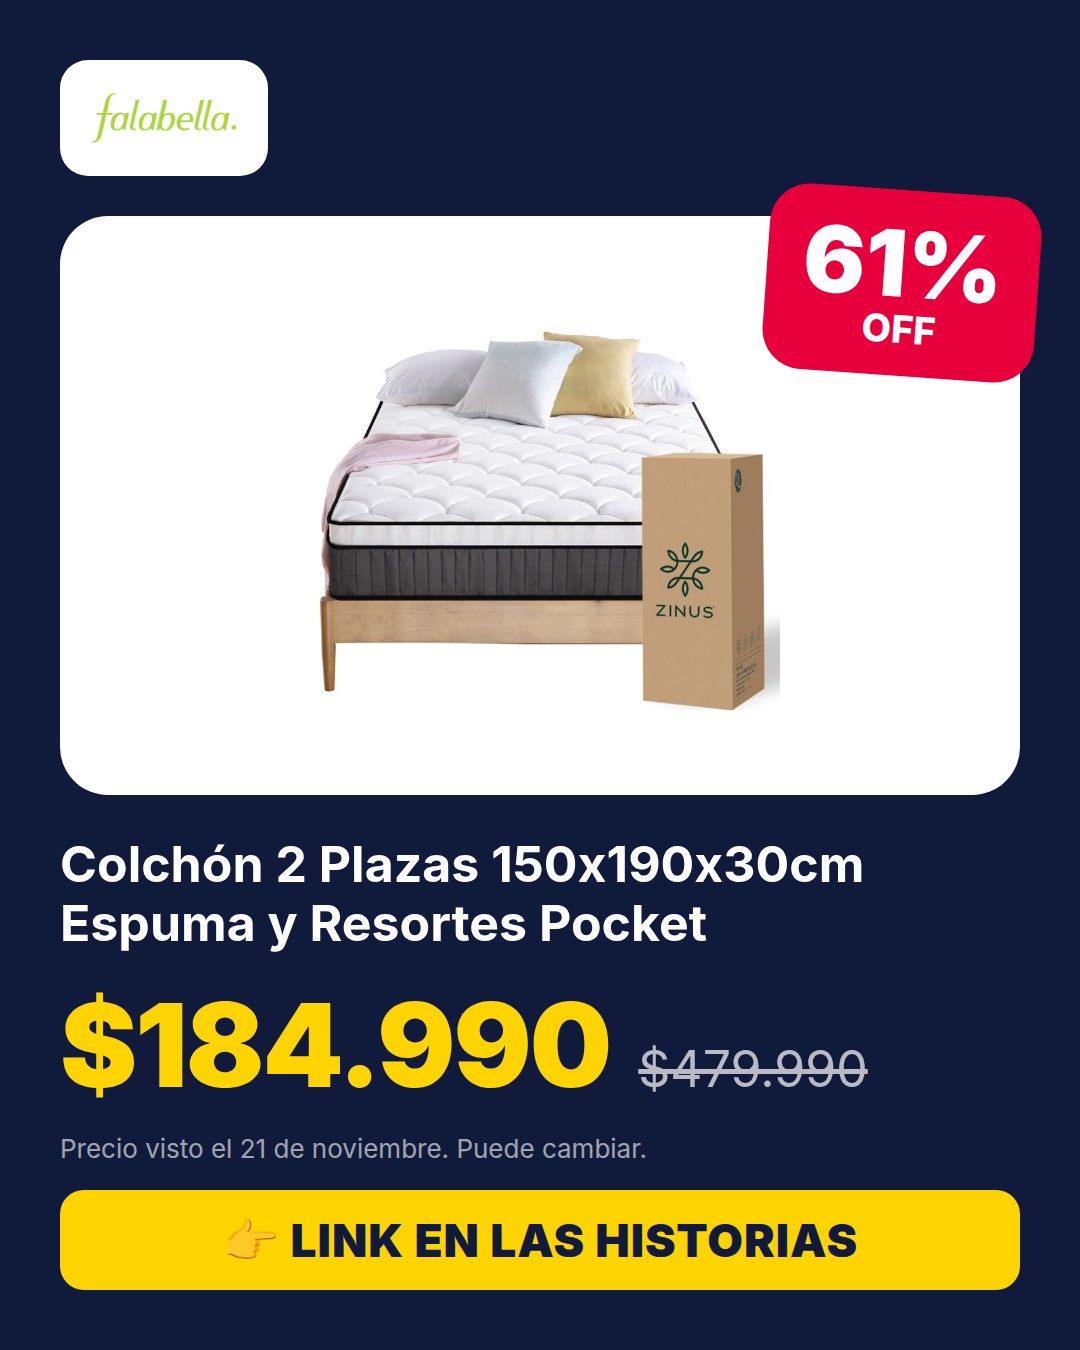 falabella.
61%
OFF
ZINUS
Colchón 2 Plazas 150x190x30cm
Espuma y Resortes Pocket
$184.990 $479.990
Precio visto el 21 de noviembre. Puede cambiar.
👉 LINK EN LAS HISTORIAS